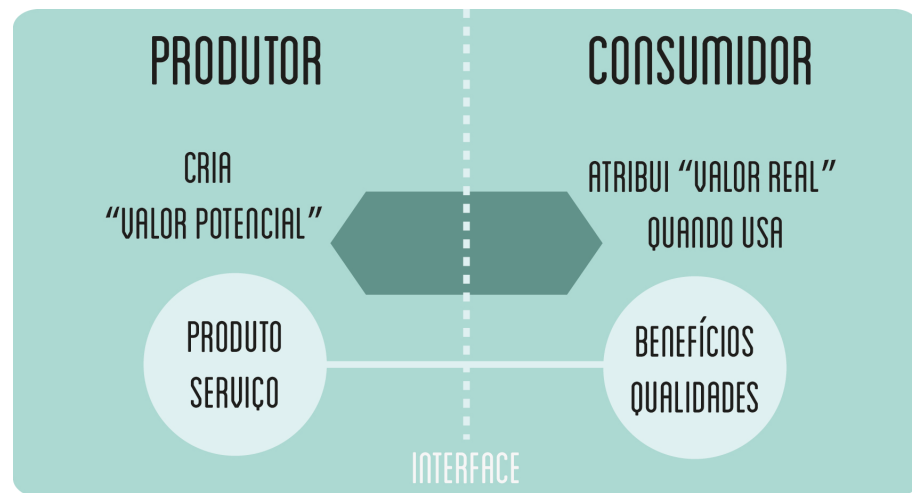 PRODUTOR
CRIA
“VALOR POTENCIAL”
PRODUTO
SERVIÇO
CONSUMIDOR
ATRIBUI “VALOR REAL”
QUANDO USA
BENEFÍCIOS
QUALIDADES
INTERFACE